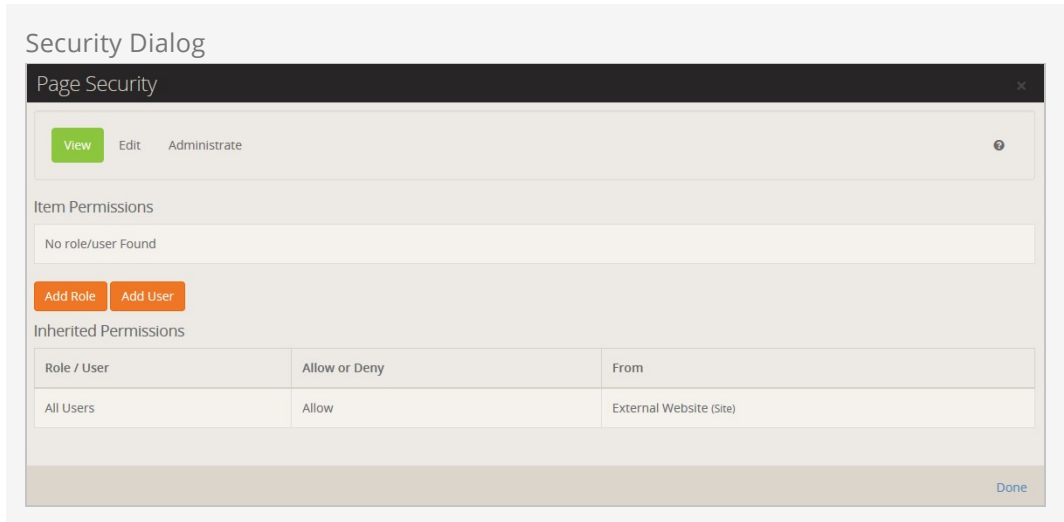 Security Dialog
Page Security
View Edit Administrate
Item Permissions
No role/user Found
Add Role Add User
Inherited Permissions
Role / User Allow or Deny From
All Users Allow External Website (Site)
Done